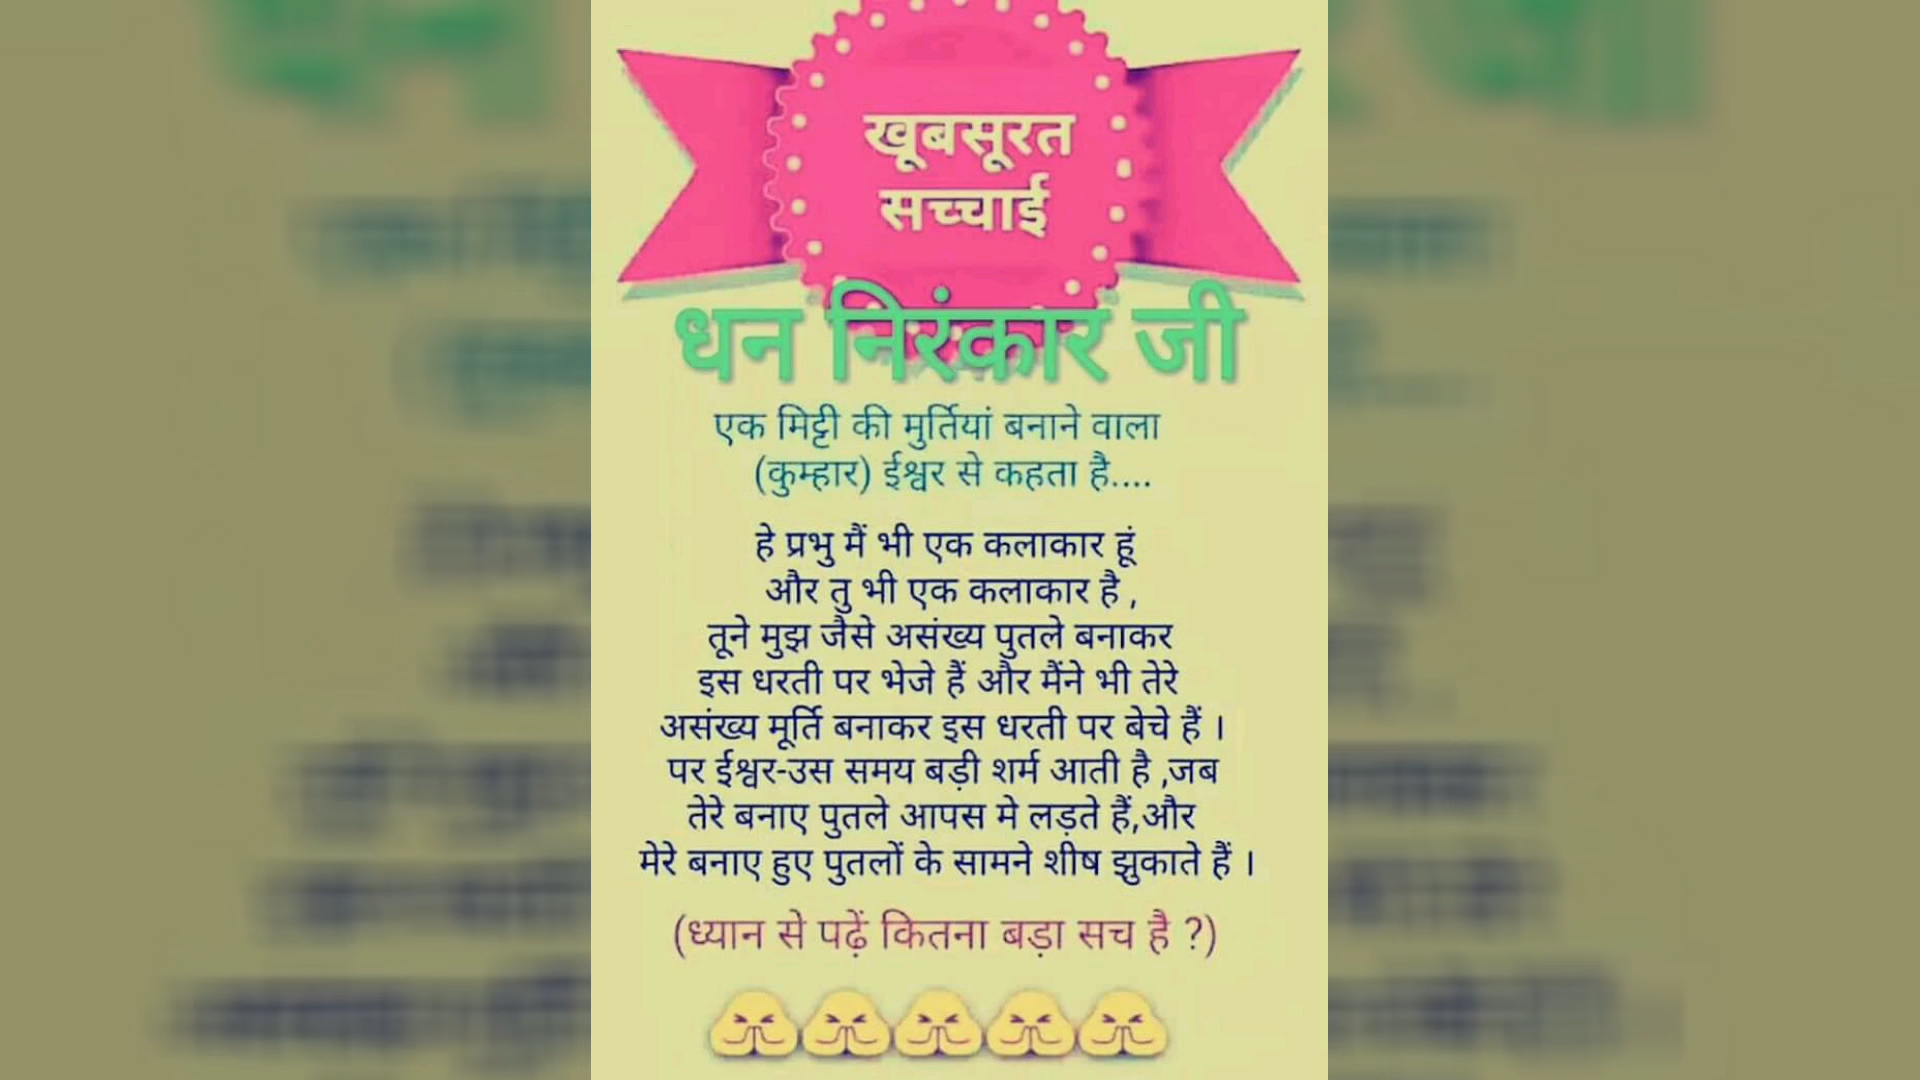 खूबसूरत
सच्चाई
धन निरंकार जी
एक मिट्टी की मुर्तियां बनाने वाला
(कुम्हार) ईश्वर से कहता है....
हे प्रभु मैं भी एक कलाकार हूं
और तु भी एक कलाकार है ,
तूने मुझ जैसे असंख्य पुतले बनाकर
इस धरती पर भेजे हैं और मैंने भी तेरे
असंख्य मूर्ति बनाकर इस धरती पर बेचे हैं ।
पर ईश्वर-उस समय बड़ी शर्म आती है ,जब
तेरे बनाए पुतले आपस मे लड़ते हैं,और
मेरे बनाए हुए पुतलों के सामने शीष झुकाते हैं ।
(ध्यान से पढ़ें कितना बड़ा सच है ?)